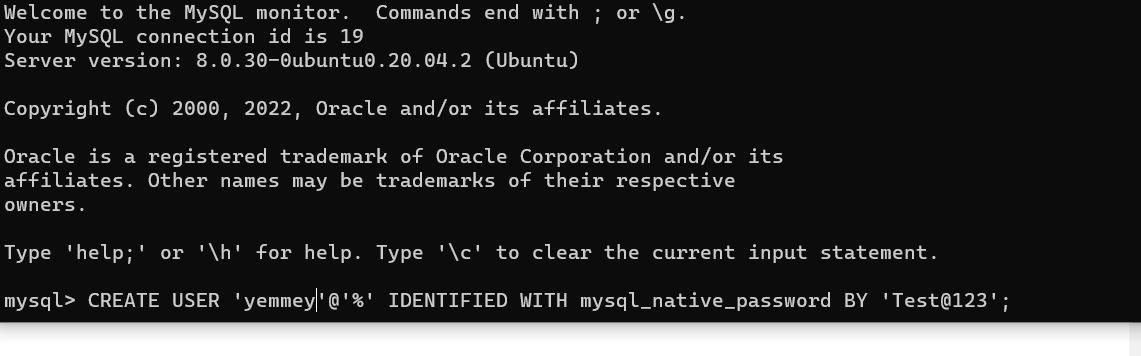 Welcome to the MySQL monitor.  Commands end with ; or \g.
Your MySQL connection id is 19
Server version: 8.0.30-0ubuntu0.20.04.2 (Ubuntu)

Copyright (c) 2000, 2022, Oracle and/or its affiliates.

Oracle is a registered trademark of Oracle Corporation and/or its
affiliates. Other names may be trademarks of their respective
owners.

Type 'help;' or '\h' for help. Type '\c' to clear the current input statement.

mysql> CREATE USER 'yemmey'@'%' IDENTIFIED WITH mysql_native_password BY 'Test@123';